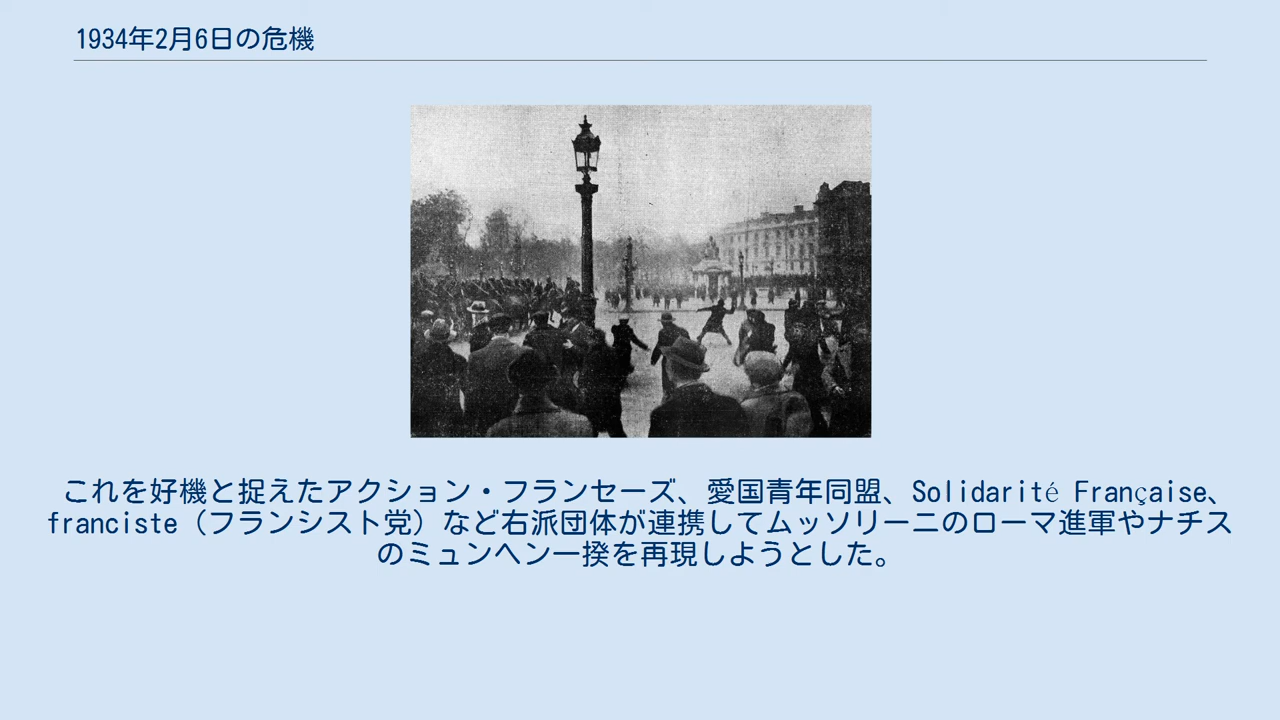 1934年2月6日の危機
これを好機と捉えたアクション・フランセーズ、愛国青年同盟、Solidarité Française、
franciste（フランシスト党）など右派団体が連携してムッソリーニのローマ進軍やナチス
のミュンヘン一揆を再現しようとした。